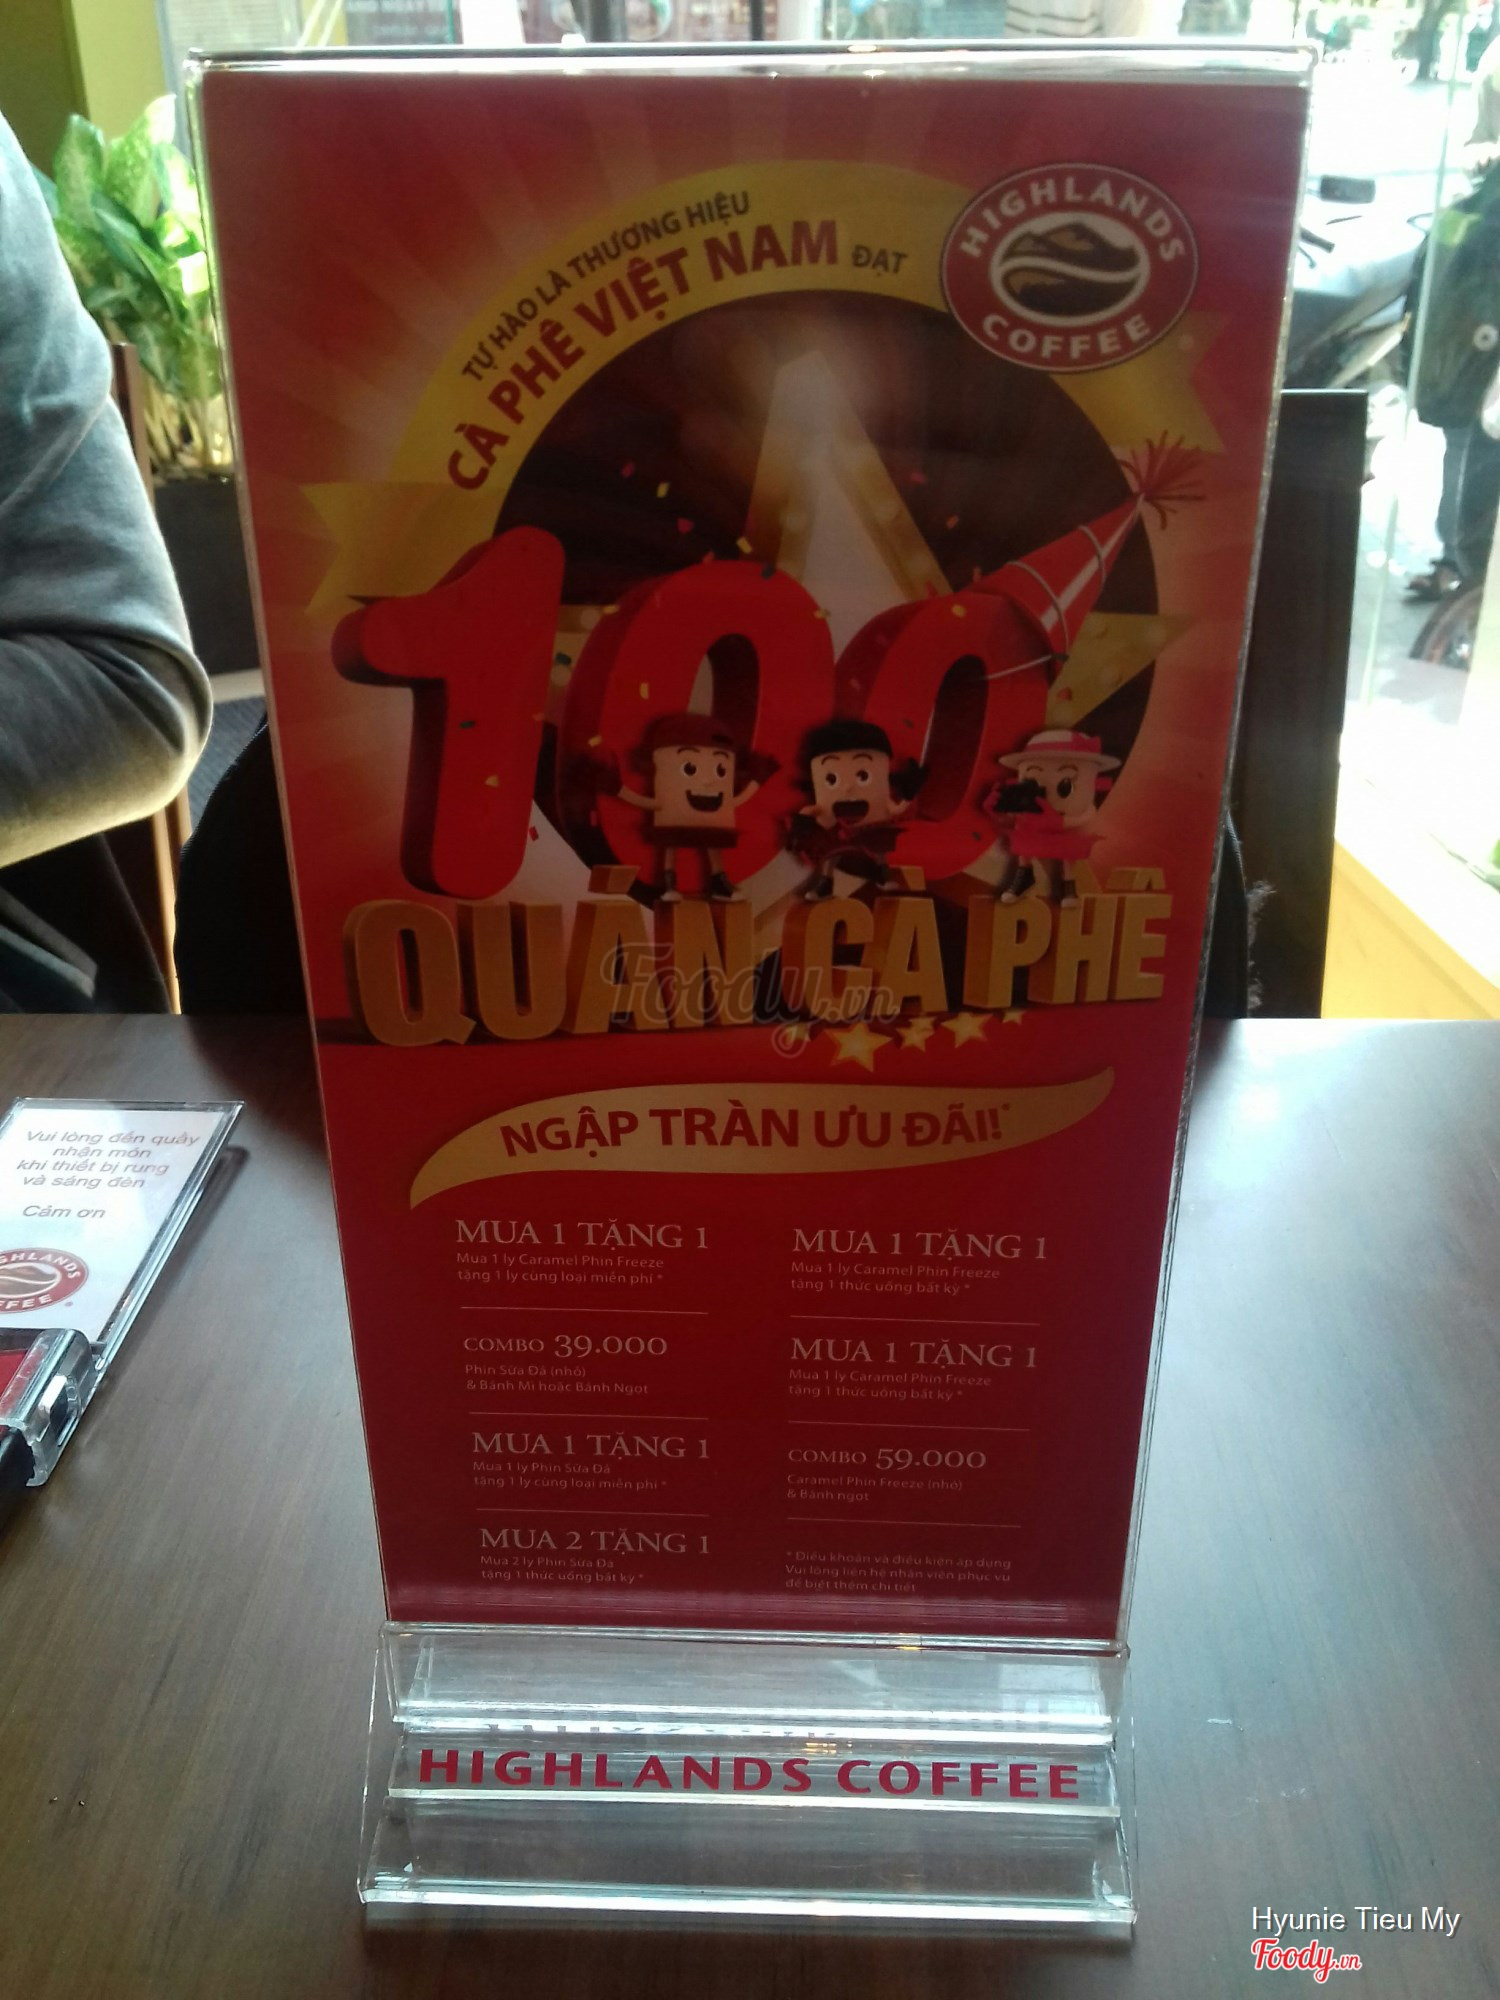 TỰ HÀO LÀ THƯƠNG HIỆU
CÀ PHÊ VIỆT NAM ĐẠT
HIGHLANDS
COFFEE
100
QUÁN CÀ PHÊ
Foody.vn
NGẬP TRÀN ƯU ĐÃI!*
MUA 1 TẶNG 1
Mua 1 ly Caramel Phin Freeze
tặng 1 ly cùng loại miễn phí *
COMBO 39.000
Phin Sữa Đá (nhỏ)
& Bánh Mì hoặc Bánh Ngọt
MUA 1 TẶNG 1
Mua 1 ly Phin Sữa Đá
tặng 1 ly cùng loại miễn phí *
MUA 2 TẶNG 1
Mua 2 ly Phin Sữa Đá
tặng 1 thức uống bất kỳ *
MUA 1 TẶNG 1
Mua 1 ly Caramel Phin Freeze
tặng 1 thức uống bất kỳ *
MUA 1 TẶNG 1
Mua 1 ly Caramel Phin Freeze
tặng 1 thức uống bất kỳ *
COMBO 59.000
Caramel Phin Freeze (nhỏ)
& Bánh ngọt
* Điều khoản và điều kiện áp dụng
Vui lòng liên hệ nhân viên phục vụ
để biết thêm chi tiết
HIGHLANDS COFFEE
Vui lòng đến quầy
nhận món
khi thiết bị rung
và sáng đèn
Cảm ơn
Hyunie Tieu My
Foody.vn